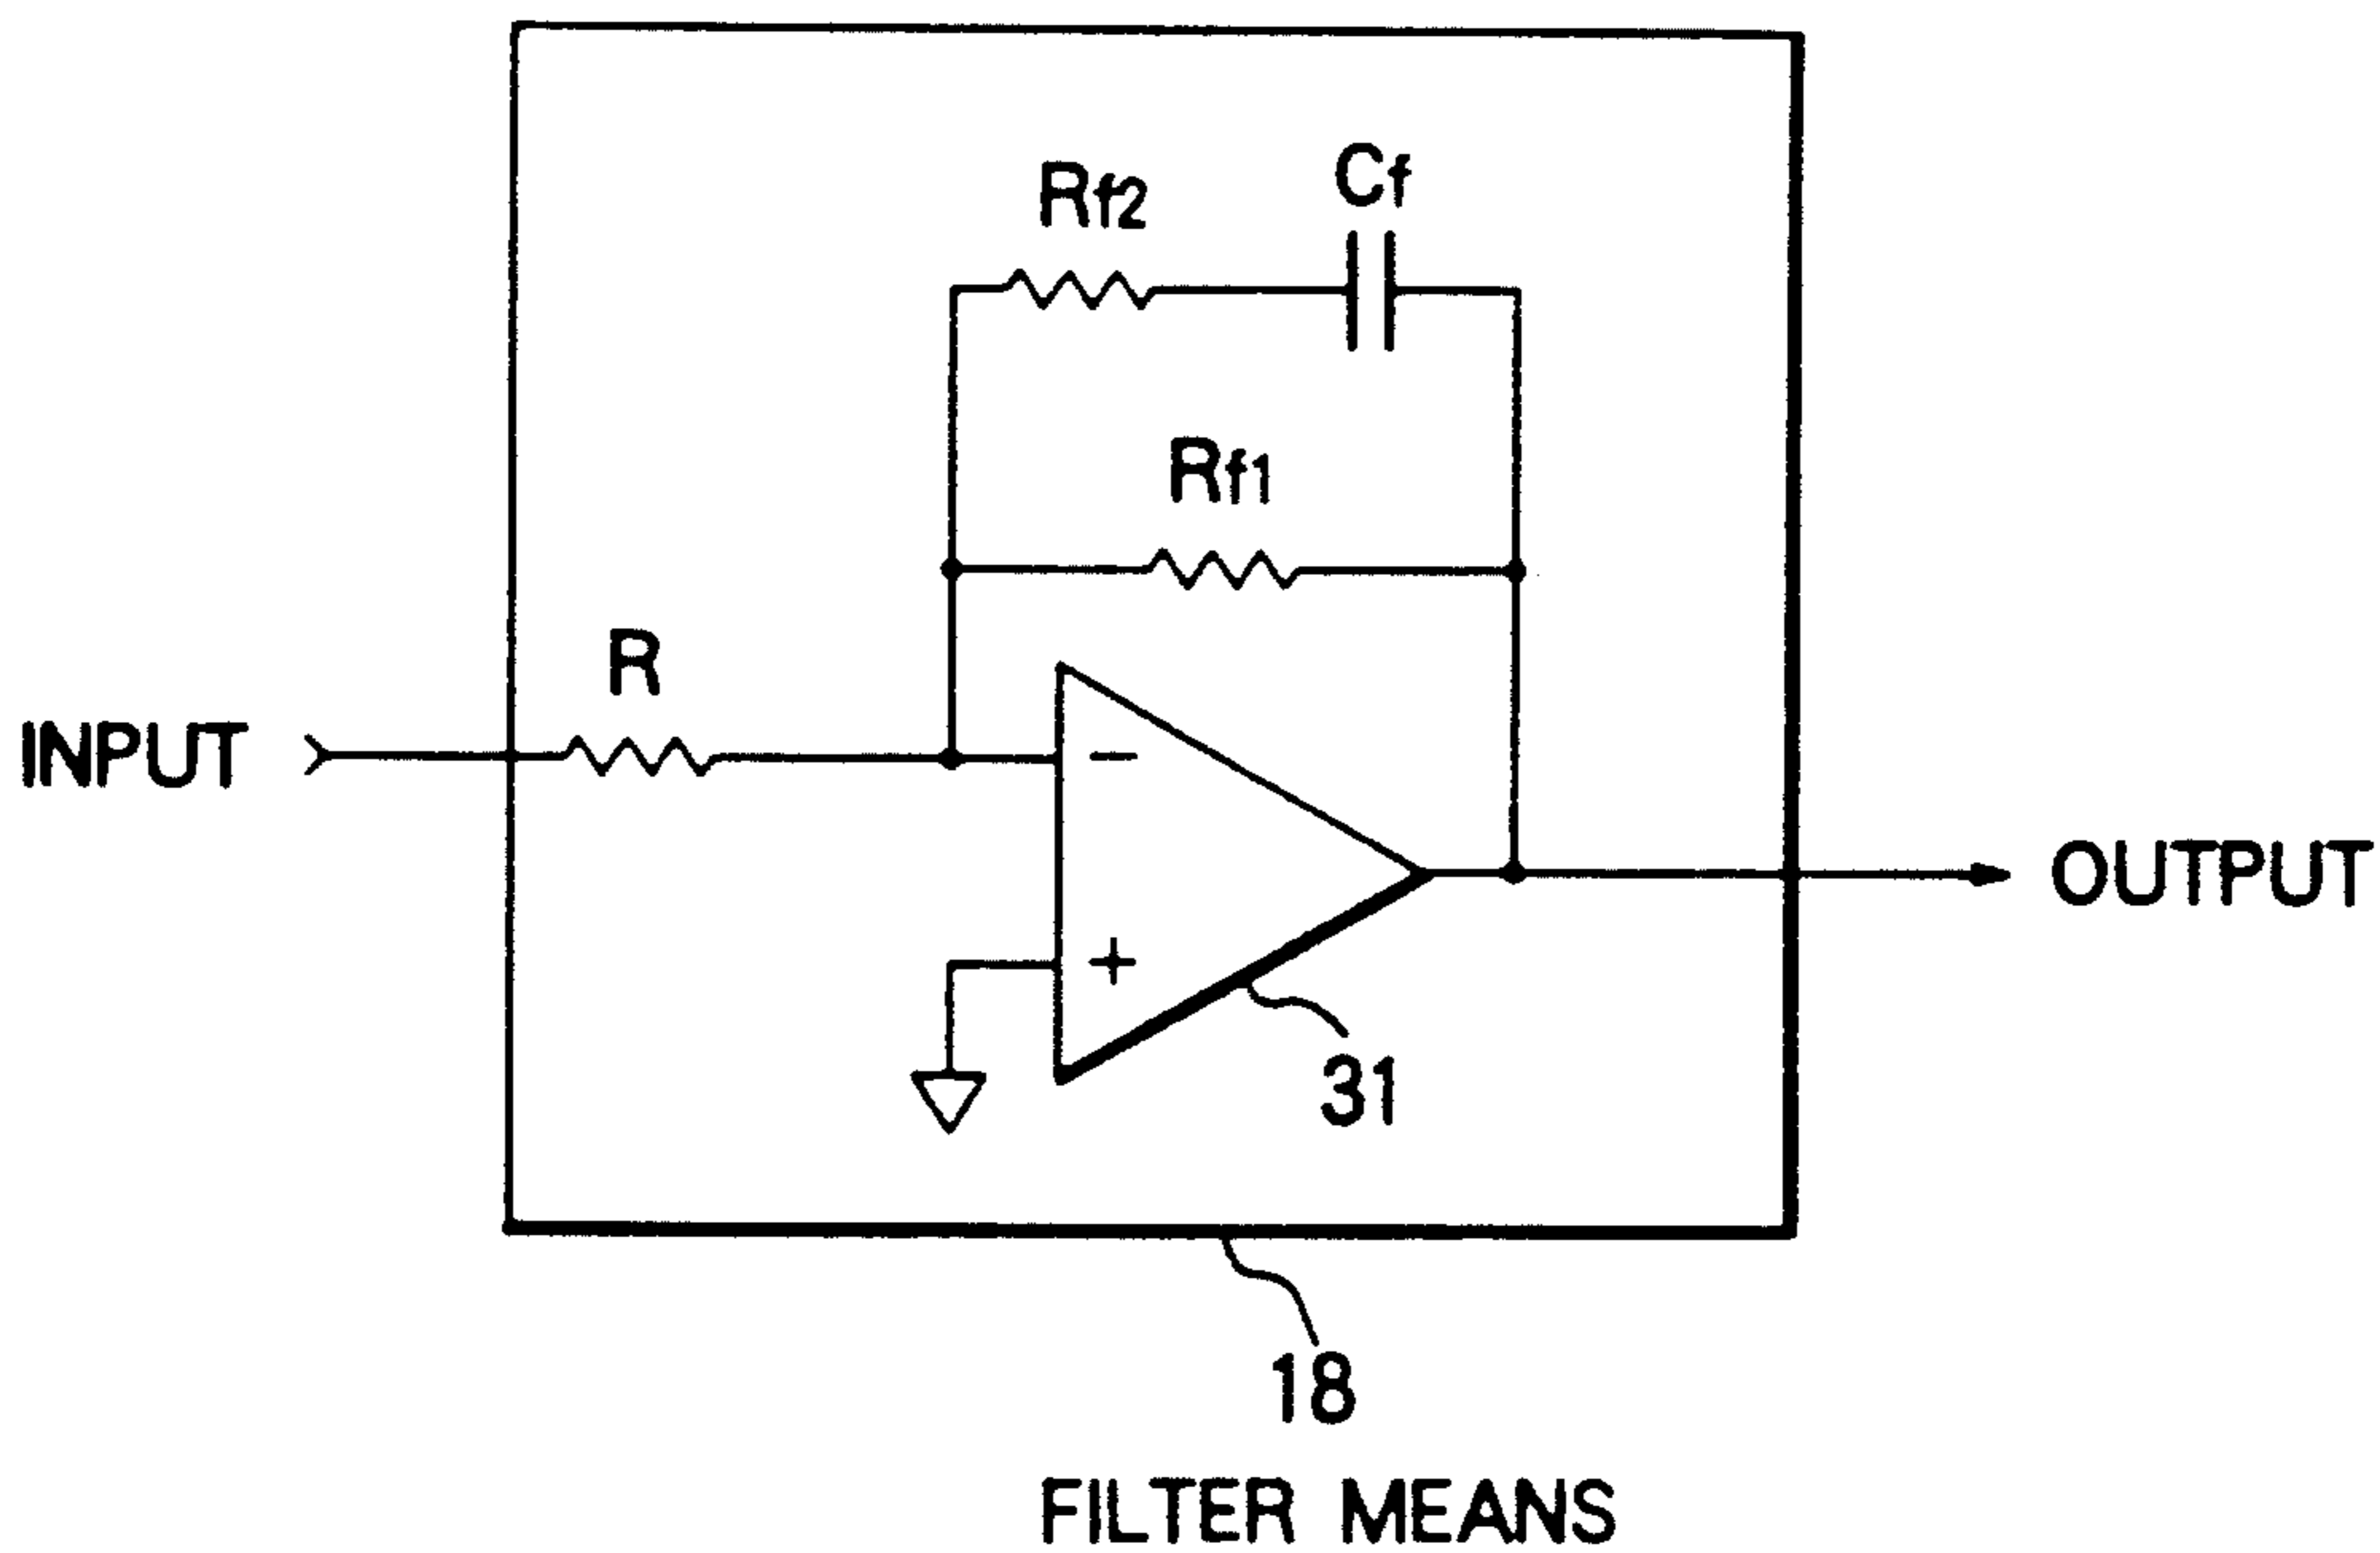 Rf2
Cf
Rf1
R
INPUT
−
OUTPUT
+
31
18
FILTER MEANS